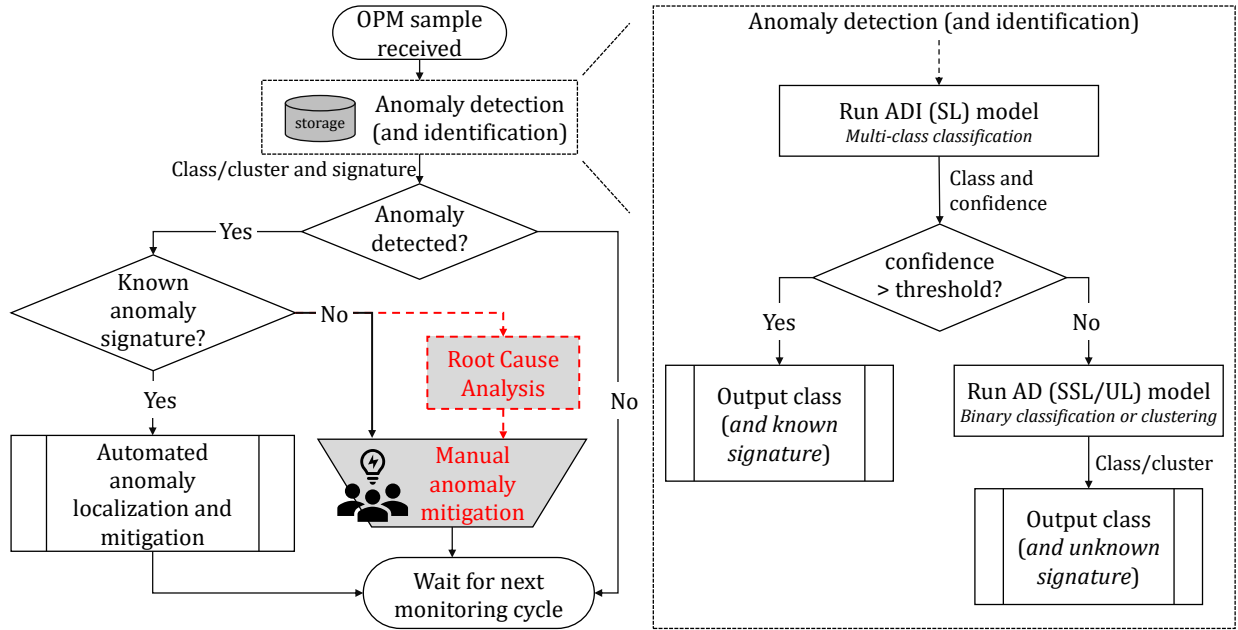 OPM sample
received
storage
Anomaly detection
(and identification)
Class/cluster and signature
Anomaly
detected?
Yes
Known
anomaly
signature?
No
Root Cause
Analysis
No
Yes
Automated
anomaly
localization and
mitigation
Manual
anomaly
mitigation
Wait for next
monitoring cycle
Anomaly detection (and identification)
Run ADI (SL) model
Multi-class classification
Class and
confidence
confidence
> threshold?
Yes
No
Output class
(and known
signature)
Run AD (SSL/UL) model
Binary classification or clustering
Class/cluster
Output class
(and unknown
signature)